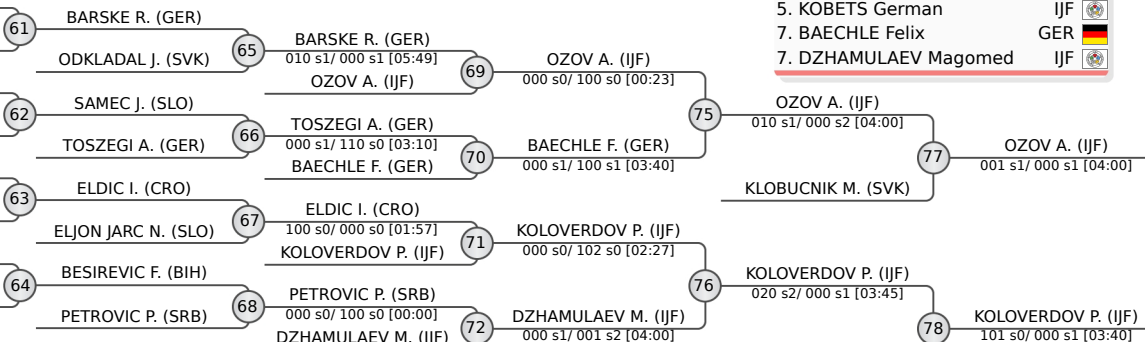 5. KOBETS German IJF
7. BAECHLE Felix GER
7. DZHAMULAEV Magomed IJF
61
BARSKE R. (GER)
ODKLADAL J. (SVK)
65
BARSKE R. (GER)
010 s1/ 000 s1 [05:49]
OZOV A. (IJF)
69
OZOV A. (IJF)
000 s0/ 100 s0 [00:23]
62
SAMEC J. (SLO)
TOSZEGI A. (GER)
66
TOSZEGI A. (GER)
000 s1/ 110 s0 [03:10]
BAECHLE F. (GER)
70
BAECHLE F. (GER)
000 s1/ 100 s1 [03:40]
75
OZOV A. (IJF)
010 s1/ 000 s2 [04:00]
KLOBUCNIK M. (SVK)
77
OZOV A. (IJF)
001 s1/ 000 s1 [04:00]
63
ELDIC I. (CRO)
ELJON JARC N. (SLO)
67
ELDIC I. (CRO)
100 s0/ 000 s0 [01:57]
KOLOVERDOV P. (IJF)
71
KOLOVERDOV P. (IJF)
000 s0/ 102 s0 [02:27]
64
BESIREVIC F. (BIH)
PETROVIC P. (SRB)
68
PETROVIC P. (SRB)
000 s0/ 100 s0 [00:00]
DZHAMULAEV M. (IJF)
72
DZHAMULAEV M. (IJF)
000 s1/ 001 s2 [04:00]
76
KOLOVERDOV P. (IJF)
020 s2/ 000 s1 [03:45]
78
KOLOVERDOV P. (IJF)
101 s0/ 000 s1 [03:40]